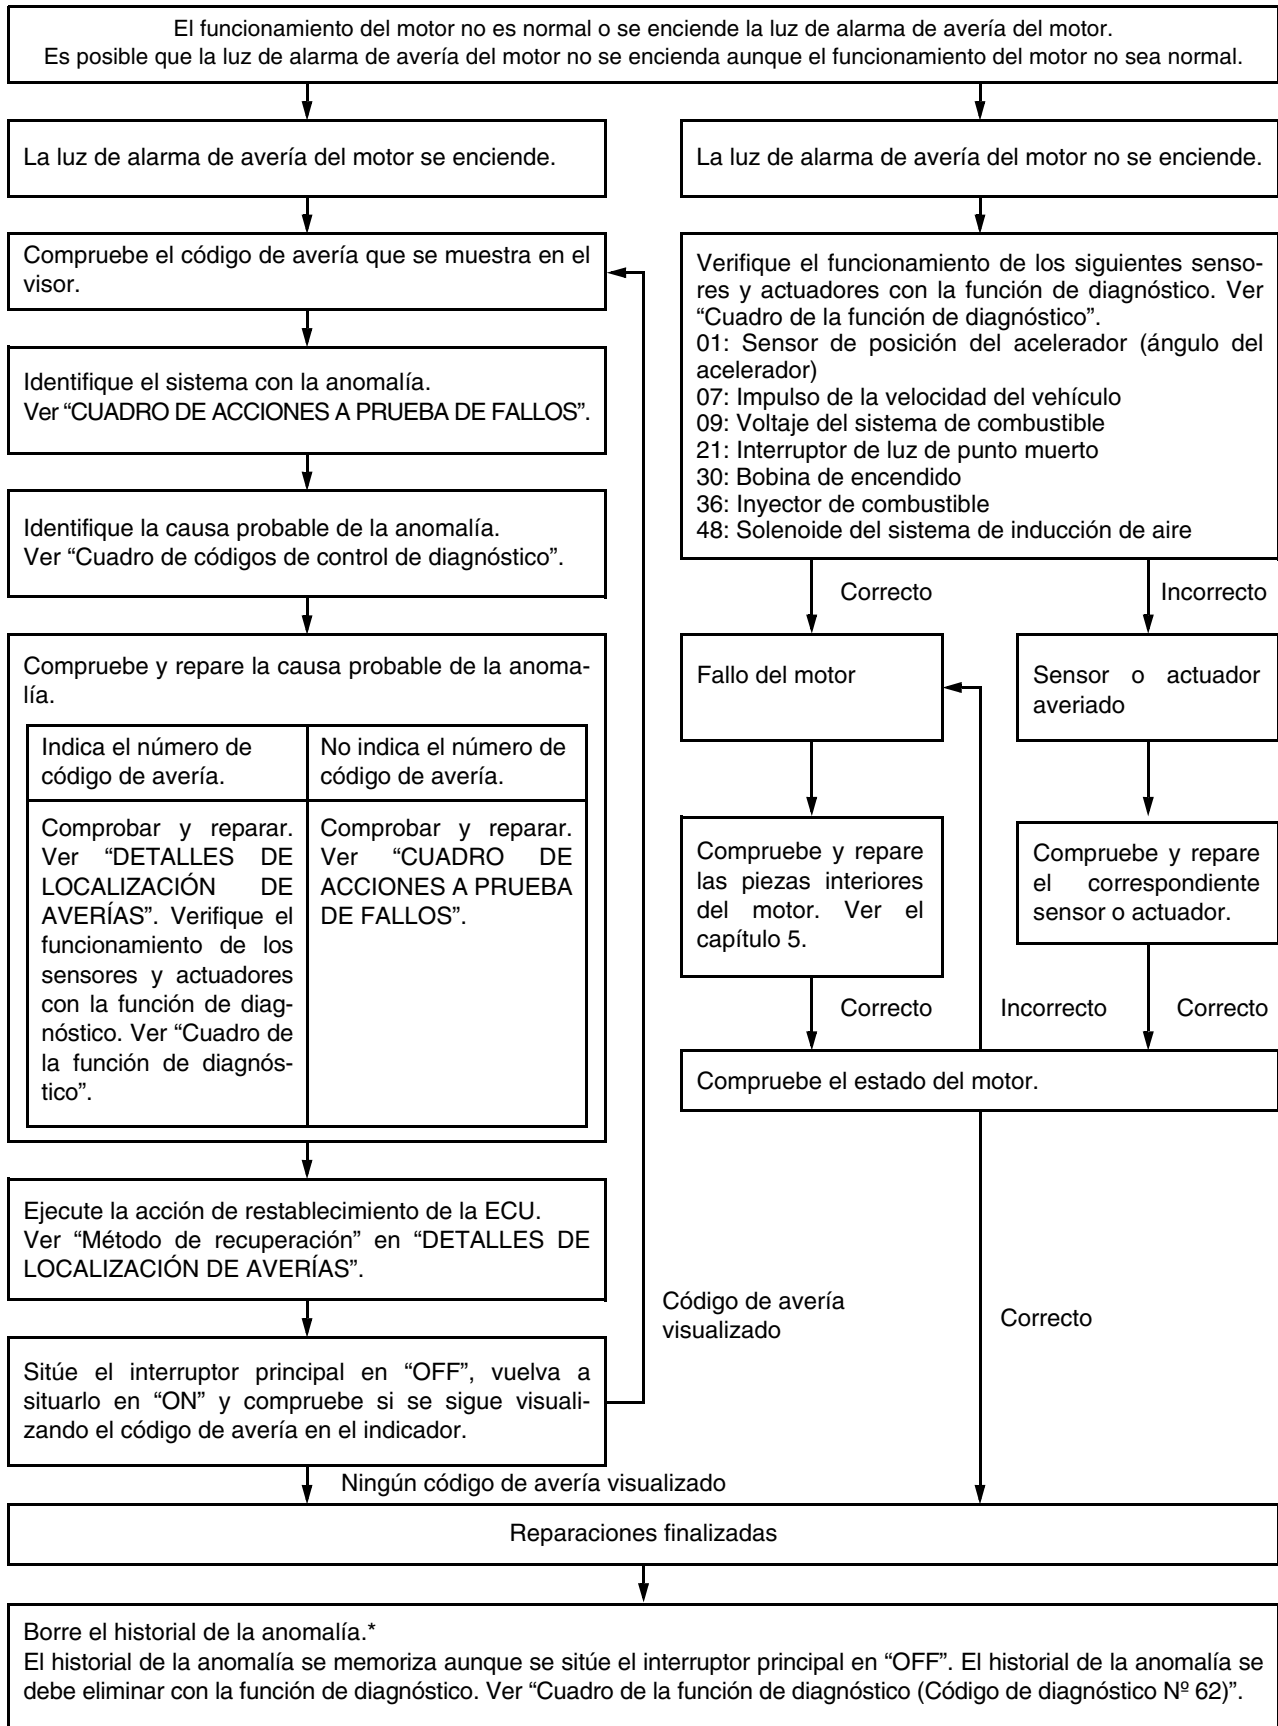 El funcionamiento del motor no es normal o se enciende la luz de alarma de avería del motor.
Es posible que la luz de alarma de avería del motor no se encienda aunque el funcionamiento del motor no sea normal.
La luz de alarma de avería del motor se enciende.
Compruebe el código de avería que se muestra en el
visor.
Identifique el sistema con la anomalía.
Ver “CUADRO DE ACCIONES A PRUEBA DE FALLOS”.
Identifique la causa probable de la anomalía.
Ver “Cuadro de códigos de control de diagnóstico”.
Compruebe y repare la causa probable de la anoma-
lía.
Indica el número de
código de avería.
No indica el número de
código de avería.
Comprobar y reparar.
Ver “DETALLES DE
LOCALIZACIÓN DE
AVERÍAS”. Verifique el
funcionamiento de los
sensores y actuadores
con la función de diag-
nóstico. Ver “Cuadro de
la función de diagnós-
tico”.
Comprobar y reparar.
Ver “CUADRO DE
ACCIONES A PRUEBA
DE FALLOS”.
Ejecute la acción de restablecimiento de la ECU.
Ver “Método de recuperación” en “DETALLES DE
LOCALIZACIÓN DE AVERÍAS”.
Sitúe el interruptor principal en “OFF”, vuelva a
situarlo en “ON” y compruebe si se sigue visuali-
zando el código de avería en el indicador.
Código de avería
visualizado
Ningún código de avería visualizado
La luz de alarma de avería del motor no se enciende.
Verifique el funcionamiento de los siguientes senso-
res y actuadores con la función de diagnóstico. Ver
“Cuadro de la función de diagnóstico”.
01: Sensor de posición del acelerador (ángulo del
acelerador)
07: Impulso de la velocidad del vehículo
09: Voltaje del sistema de combustible
21: Interruptor de luz de punto muerto
30: Bobina de encendido
36: Inyector de combustible
48: Solenoide del sistema de inducción de aire
Correcto
Incorrecto
Fallo del motor
Sensor o actuador
averiado
Compruebe y repare
las piezas interiores
del motor. Ver el
capítulo 5.
Compruebe y repare
el correspondiente
sensor o actuador.
Correcto
Incorrecto
Correcto
Compruebe el estado del motor.
Correcto
Reparaciones finalizadas
Borre el historial de la anomalía.*
El historial de la anomalía se memoriza aunque se sitúe el interruptor principal en “OFF”. El historial de la anomalía se
debe eliminar con la función de diagnóstico. Ver “Cuadro de la función de diagnóstico (Código de diagnóstico Nº 62)”.